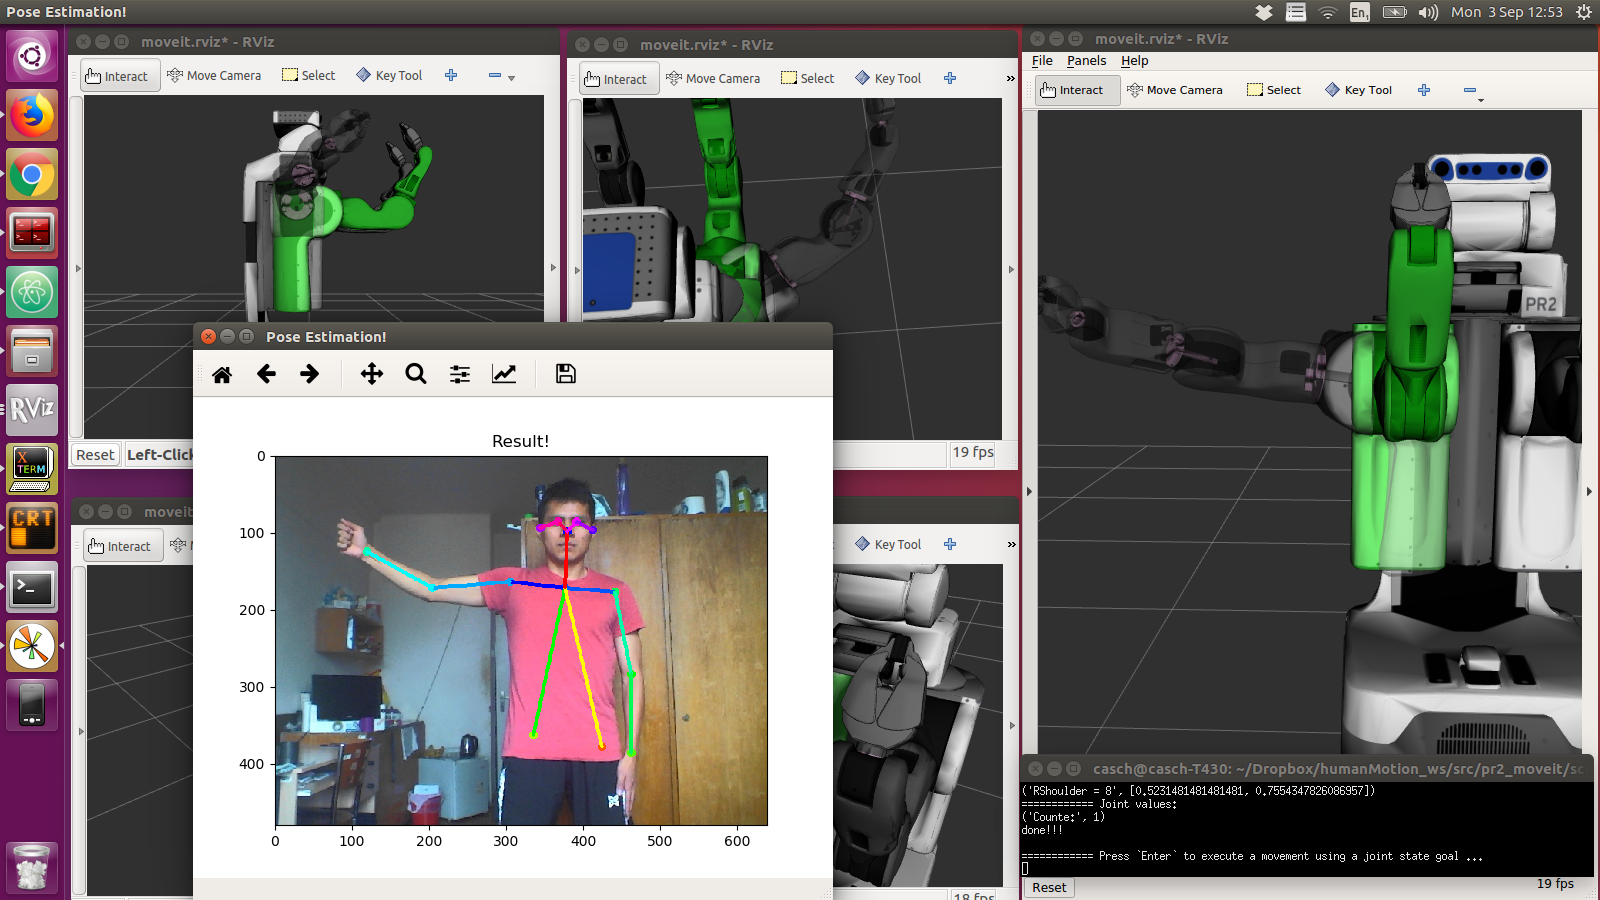 Pose Estimation!
En1
Mon 3 Sep 12:53
moveit.rviz* - RViz
Interact
Move Camera
Select
Key Tool
moveit.rviz* - RViz
Interact
Move Camera
Select
Key Tool
»
moveit.rviz* - RViz
File Panels Help
Interact
Move Camera
Select
Key Tool
PR2
RViz
X
TERM
CRT
>_
Reset
Left-Click
19 fps
Pose Estimation!
Result!
0
100
200
300
400
0 100 200 300 400 500 600
moveit
Interact
Key Tool
»
18 fps
casch@casch-T430: ~/Dropbox/humanMotion_ws/src/pr2_moveit/sc
('RShoulder = 8', [0.5231481481481481, 0.7554347826086957])
============ Joint values:
('Counte:', 1)
done!!!
============ Press `Enter` to execute a movement using a joint state goal ...
Reset
19 fps